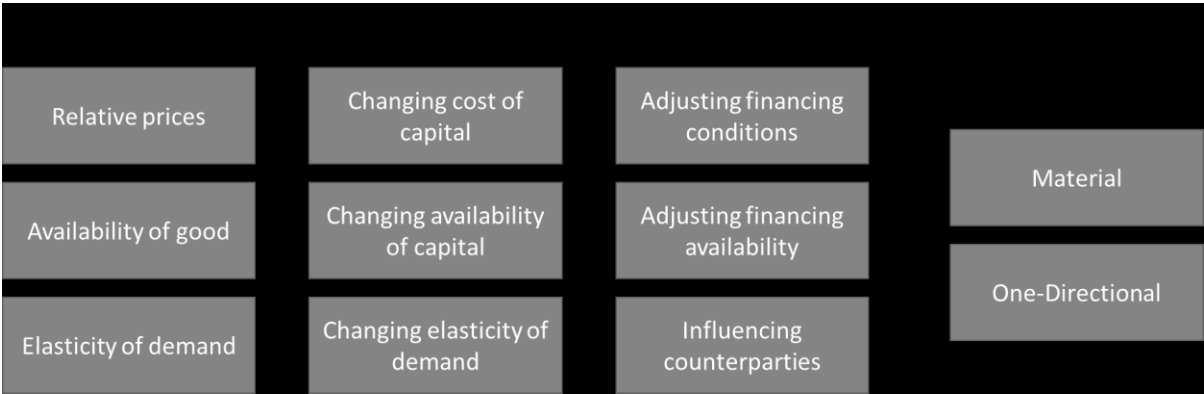 Relative prices
Changing cost of
capital
Adjusting financing
conditions
Material
Availability of good
Changing availability
of capital
Adjusting financing
availability
One-Directional
Elasticity of demand
Changing elasticity of
demand
Influencing
counterparties